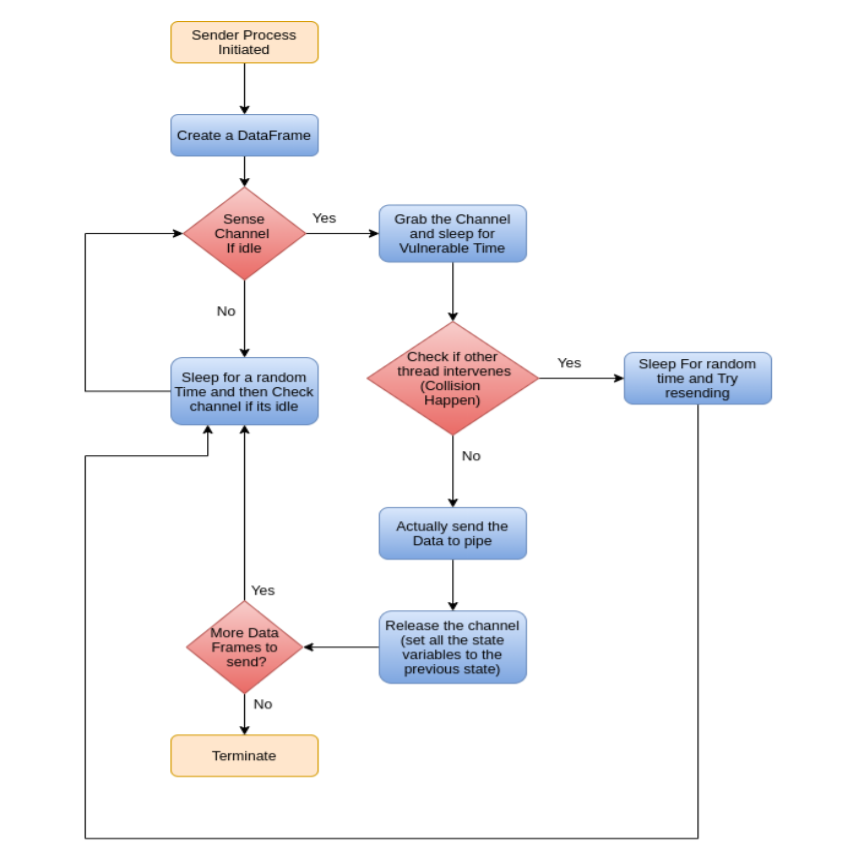 Sender Process
Initiated
Create a DataFrame
Sense
Channel
If idle
Yes
Grab the Channel
and sleep for
Vulnerable Time
No
Sleep for a random
Time and then Check
channel if its idle
Check if other
thread intervenes
(Collision
Happen)
Yes
Sleep For random
time and Try
resending
No
Actually send the
Data to pipe
Release the channel
(set all the state
variables to the
previous state)
Yes
More Data
Frames to
send?
No
Terminate